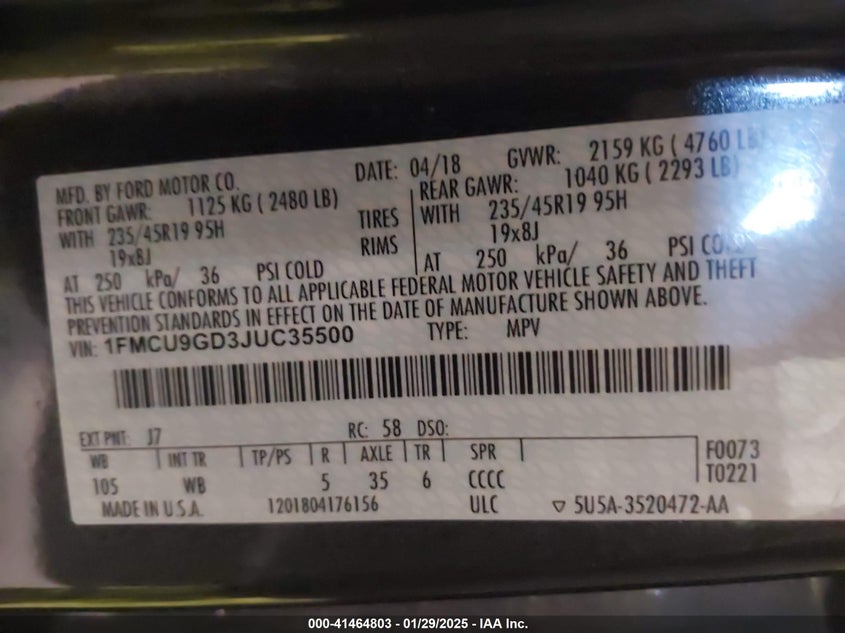 MFD. BY FORD MOTOR CO. DATE: 04/18 GVWR: 2159 KG ( 4760 LB)
FRONT GAWR: 1125 KG ( 2480 LB) REAR GAWR: 1040 KG ( 2293 LB)
WITH 235/45R19 95H TIRES WITH 235/45R19 95H
19x8J RIMS 19x8J
AT 250 kPa/ 36 PSI COLD AT 250 kPa/ 36 PSI COLD
THIS VEHICLE CONFORMS TO ALL APPLICABLE FEDERAL MOTOR VEHICLE SAFETY AND THEFT
PREVENTION STANDARDS IN EFFECT ON THE DATE OF MANUFACTURE SHOWN ABOVE.
VIN: 1FMCU9GD3JUC35500 TYPE: MPV
EXT PNT: J7 RC: 58 DSO:
WB INT TR TP/PS R AXLE TR SPR F0073
105 WB 5 35 6 CCCC T0221
MADE IN U.S.A. 1201804176156 ULC ▽ 5U5A-3520472-AA
000-41464803 - 01/29/2025 - IAA Inc.